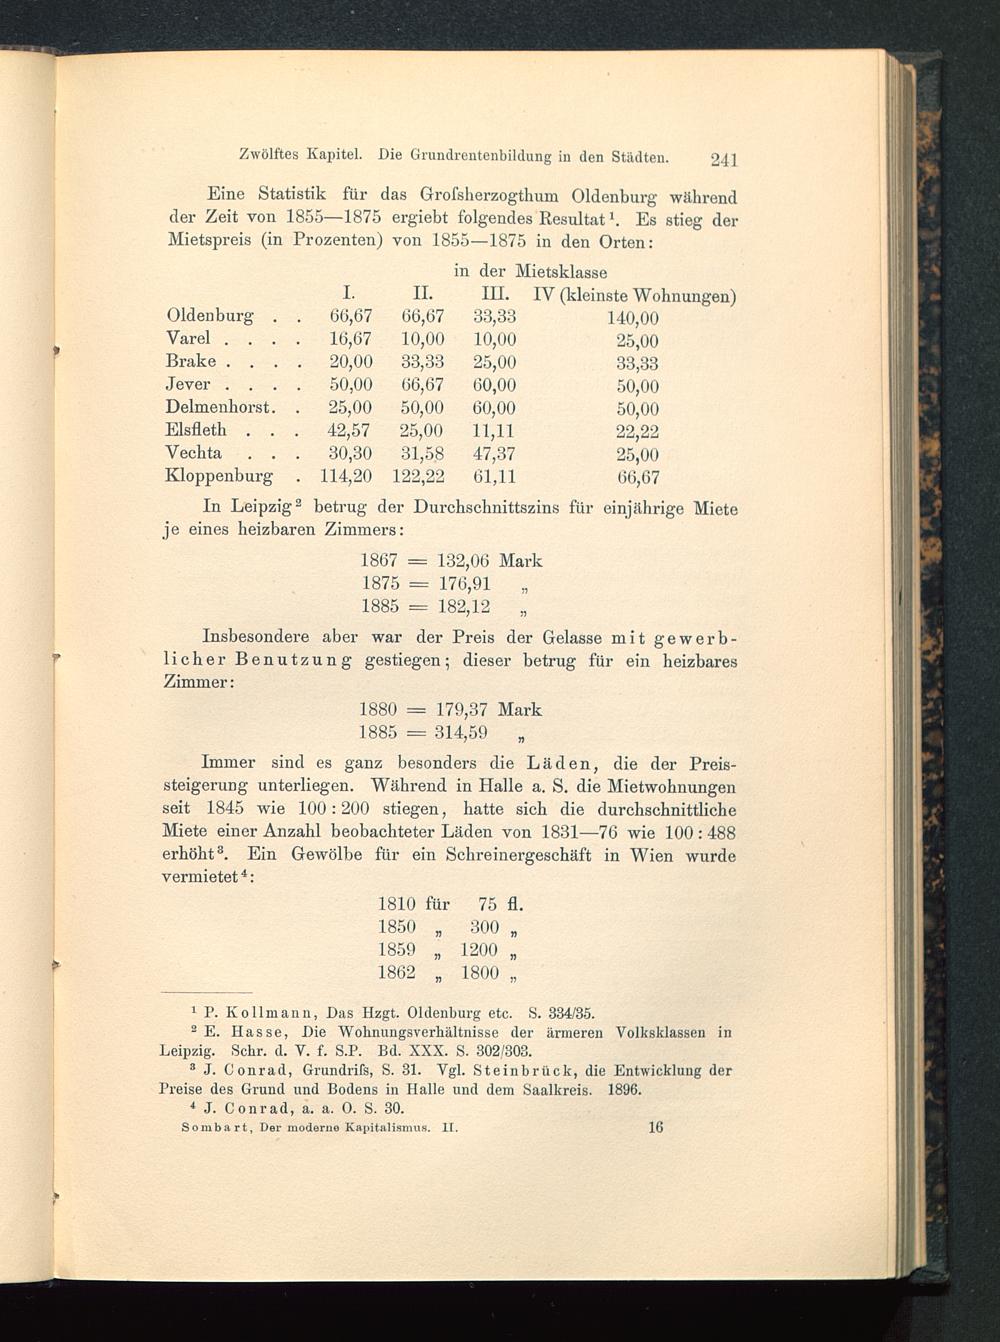 Zwölftes Kapitel. Die Grundrentenbildung in den Städten. 241
Eine Statistik für das Groſsherzogthum Oldenburg während
der Zeit von 1855—1875 ergiebt folgendes Resultat ¹. Es stieg der
Mietspreis (in Prozenten) von 1855—1875 in den Orten:
in der Mietsklasse
I. II. III. IV (kleinste Wohnungen)
Oldenburg . . 66,67 66,67 33,33 140,00
Varel . . . . 16,67 10,00 10,00 25,00
Brake . . . . 20,00 33,33 25,00 33,33
Jever . . . . 50,00 66,67 60,00 50,00
Delmenhorst. . 25,00 50,00 60,00 50,00
Elsfleth . . . 42,57 25,00 11,11 22,22
Vechta . . . 30,30 31,58 47,37 25,00
Kloppenburg . 114,20 122,22 61,11 66,67
In Leipzig ² betrug der Durchschnittszins für einjährige Miete
je eines heizbaren Zimmers:
1867 = 132,06 Mark
1875 = 176,91 „
1885 = 182,12 „
Insbesondere aber war der Preis der Gelasse mit gewerb-
licher Benutzung gestiegen; dieser betrug für ein heizbares
Zimmer:
1880 = 179,37 Mark
1885 = 314,59 „
Immer sind es ganz besonders die Läden, die der Preis-
steigerung unterliegen. Während in Halle a. S. die Mietwohnungen
seit 1845 wie 100 : 200 stiegen, hatte sich die durchschnittliche
Miete einer Anzahl beobachteter Läden von 1831—76 wie 100 : 488
erhöht ³. Ein Gewölbe für ein Schreinergeschäft in Wien wurde
vermietet ⁴:
1810 für 75 fl.
1850 „ 300 „
1859 „ 1200 „
1862 „ 1800 „
¹ P. Kollmann, Das Hzgt. Oldenburg etc. S. 334/35.
² E. Hasse, Die Wohnungsverhältnisse der ärmeren Volksklassen in
Leipzig. Schr. d. V. f. S.P. Bd. XXX. S. 302/303.
³ J. Conrad, Grundriſs, S. 31. Vgl. Steinbrück, die Entwicklung der
Preise des Grund und Bodens in Halle und dem Saalkreis. 1896.
⁴ J. Conrad, a. a. O. S. 30.
Sombart, Der moderne Kapitalismus. II. 16